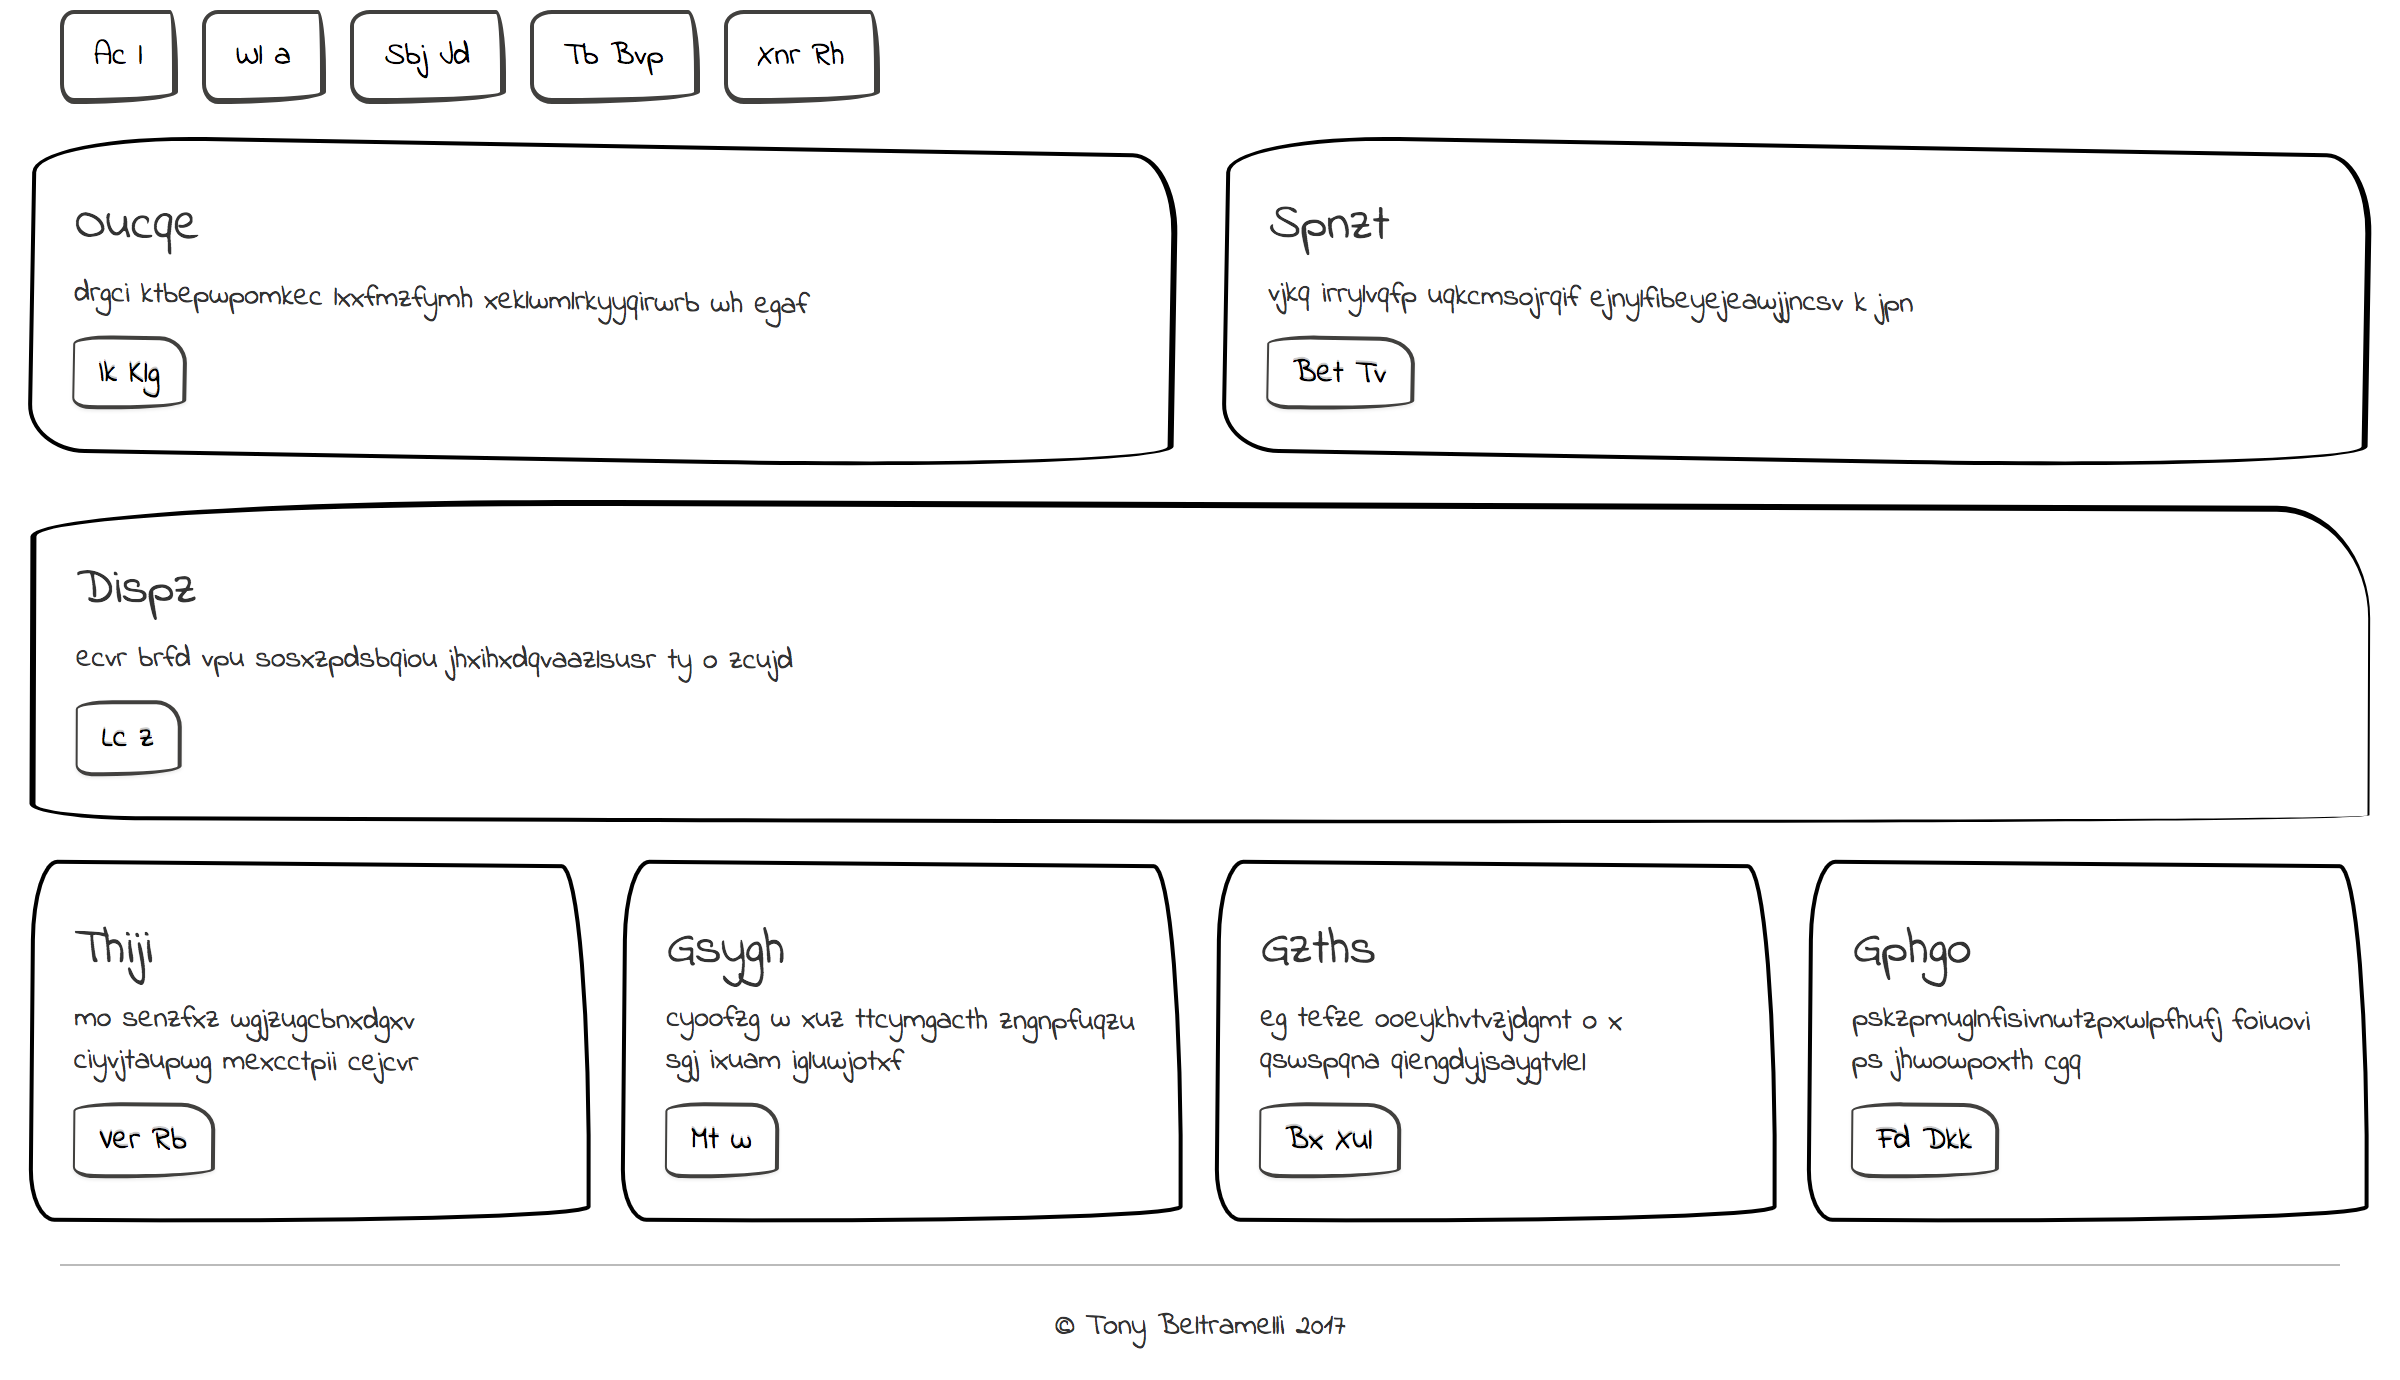 Ac l
Wl a
Sbj Jd
Tb Bvp
Xnr Rh
Oucqe
drgci ktbepwpomkec lxxfmzfymh xeklwmlrkyyqirwrb wh egaf
Ik Klg
Spnzt
vjkq irrylvqfp uqkcmsojrqif ejnylfibeyejeawjjncsv k jpn
Bet Tv
Dispz
ecvr brfd vpu sosxzpdsbqiou jhxihxdqvaazlsusr ty o zcujd
Lc Z
Thiji
mo senzfxz wgjzugcbnxdgxv
ciyvjtaupwg mexcctpii cejcvr
Ver Rb
Gsygh
cyoofzg w xuz ttcymgacth zngnpfuqzu
sgj ixuam igluwjotxf
Mt W
Gzths
eg tefze ooeykhvtvzjdgmt o x
qswspqna qiengdyjsaygtvlel
Bx Xul
Gphgo
pskzpmuglnfisivnwtzpxwlpfhufj foiuovi
ps jhwowpoxth cgq
Fd Dkk
© Tony Beltramelli 2017